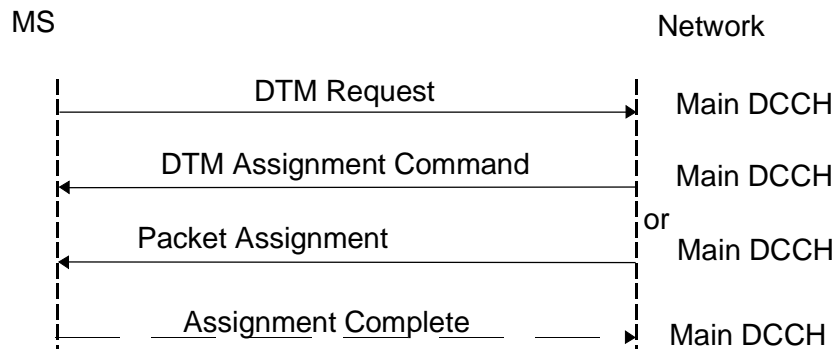 MS
Network
DTM Request
Main DCCH
DTM Assignment Command
Main DCCH
or
Packet Assignment
Main DCCH
Assignment Complete
Main DCCH